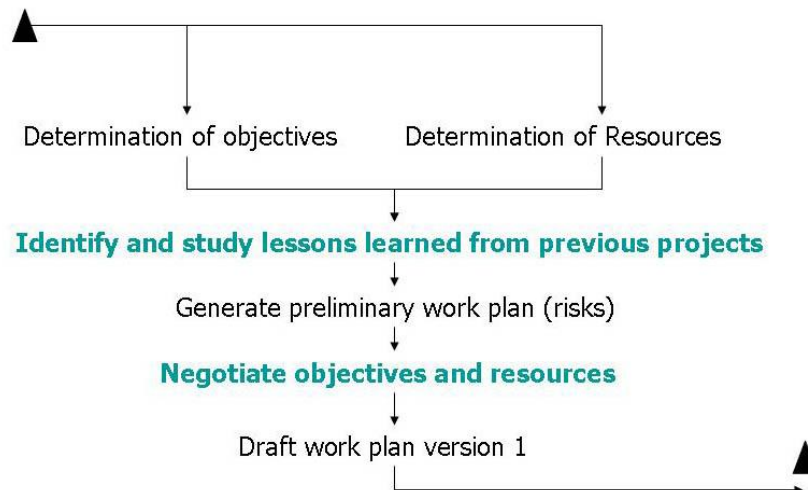 Determination of objectives
Determination of Resources
Identify and study lessons learned from previous projects
Generate preliminary work plan (risks)
Negotiate objectives and resources
Draft work plan version 1